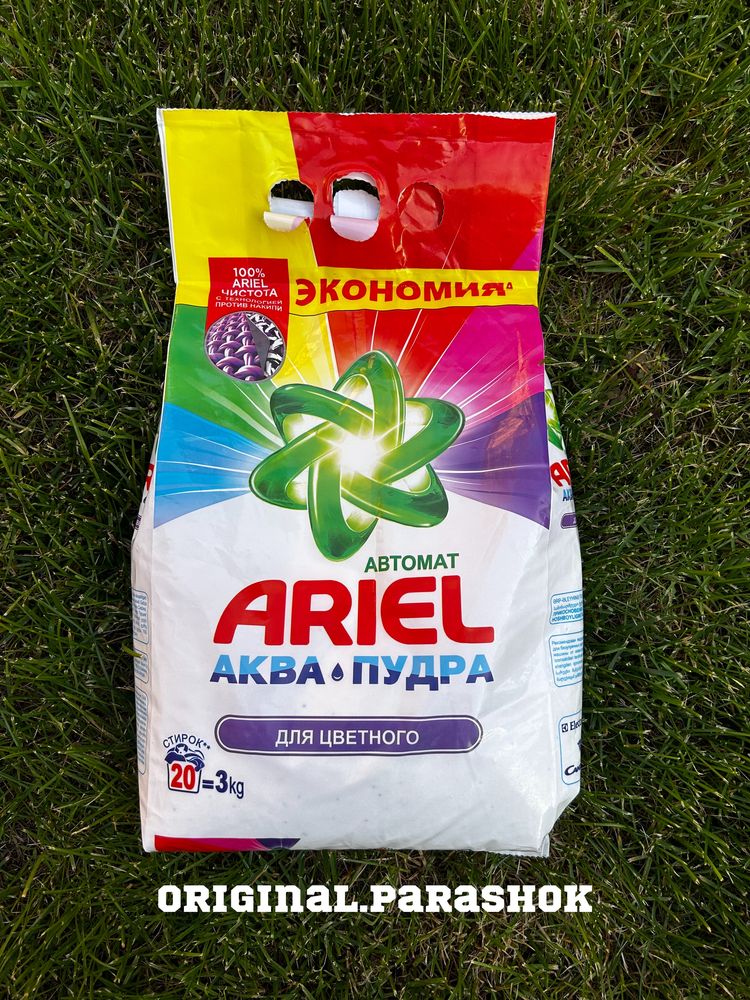 ЭКОНОМИЯ
100%
ARIEL
ЧИСТОТА
С ТЕХНОЛОГИЕЙ
ПРОТИВ НАКИПИ
АВТОМАТ
ARIEL
АКВА ПУДРА
ДЛЯ ЦВЕТНОГО
СТИРОК**
20=3kg
ORIGINAL.PARASHOK